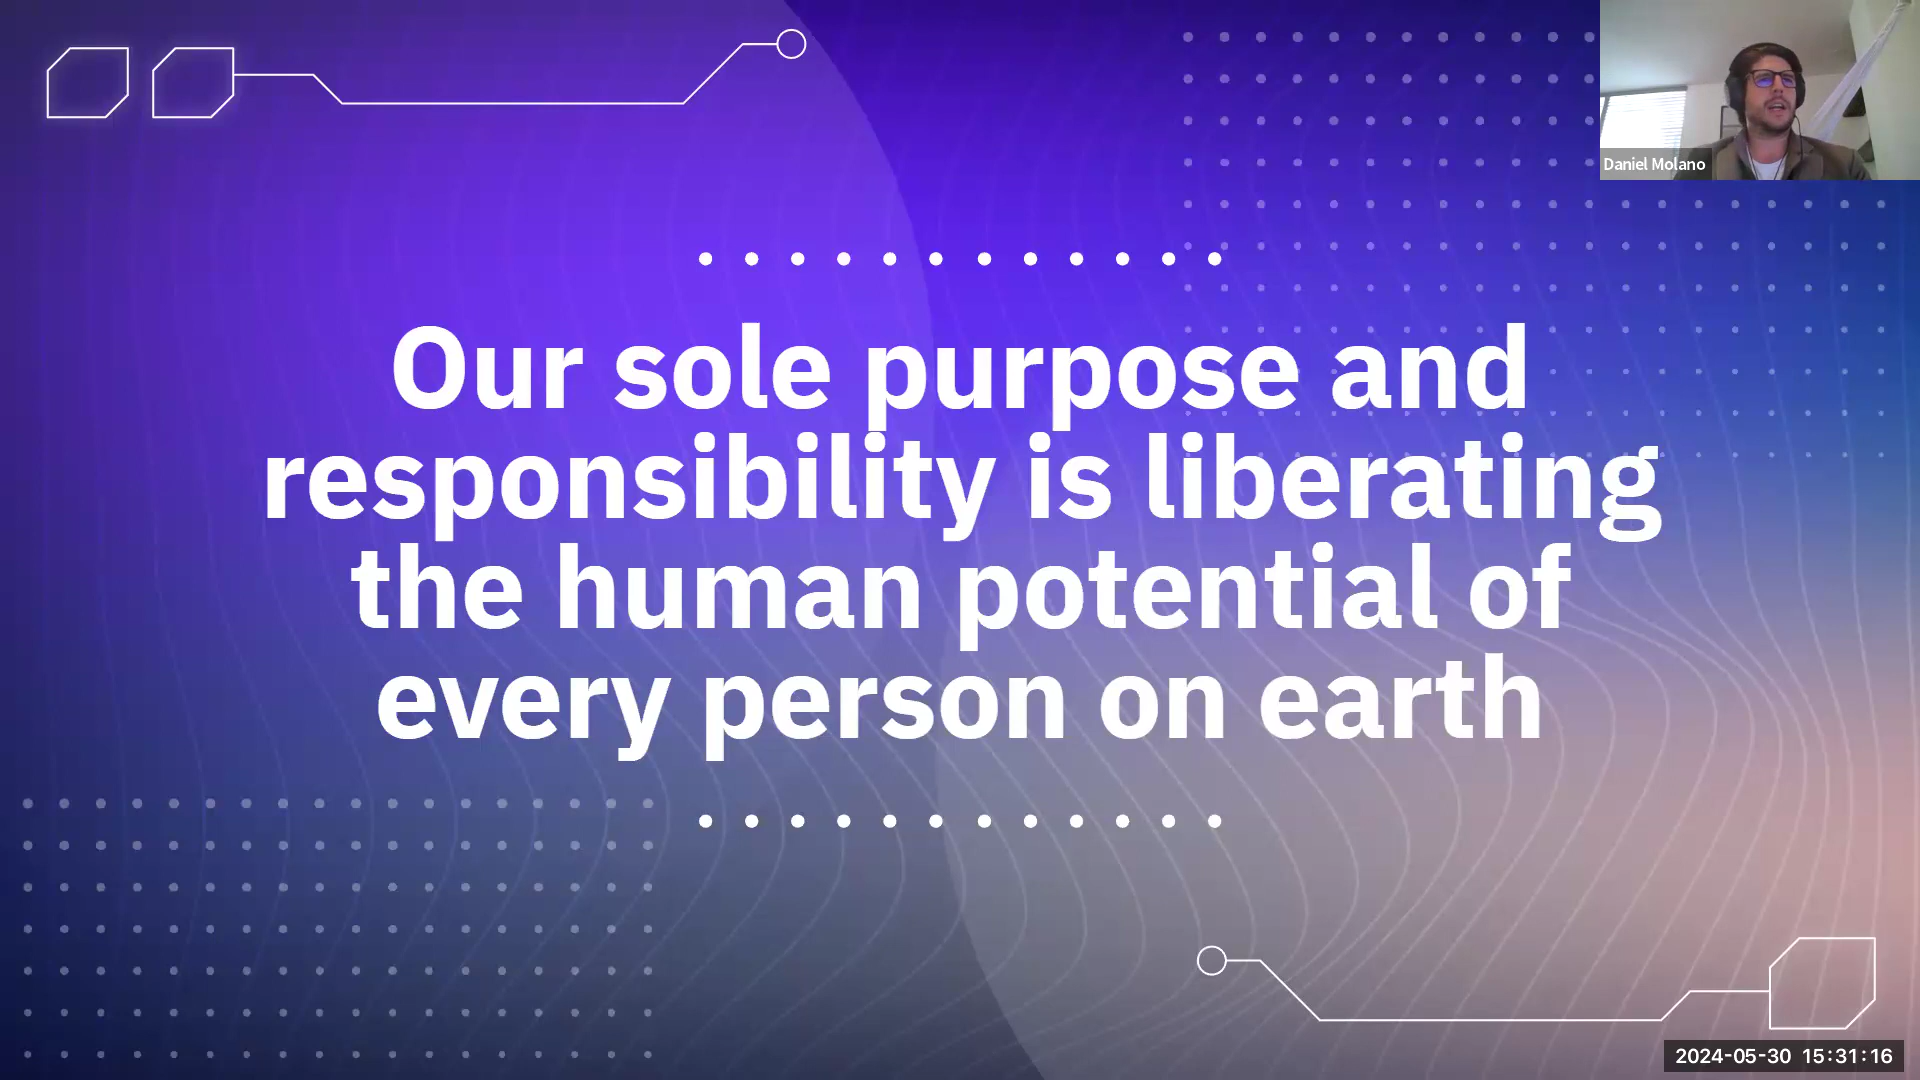 Daniel Molano
Our sole purpose and
responsibility is liberating
the human potential of
every person on earth
2024-05-30 15:31:16